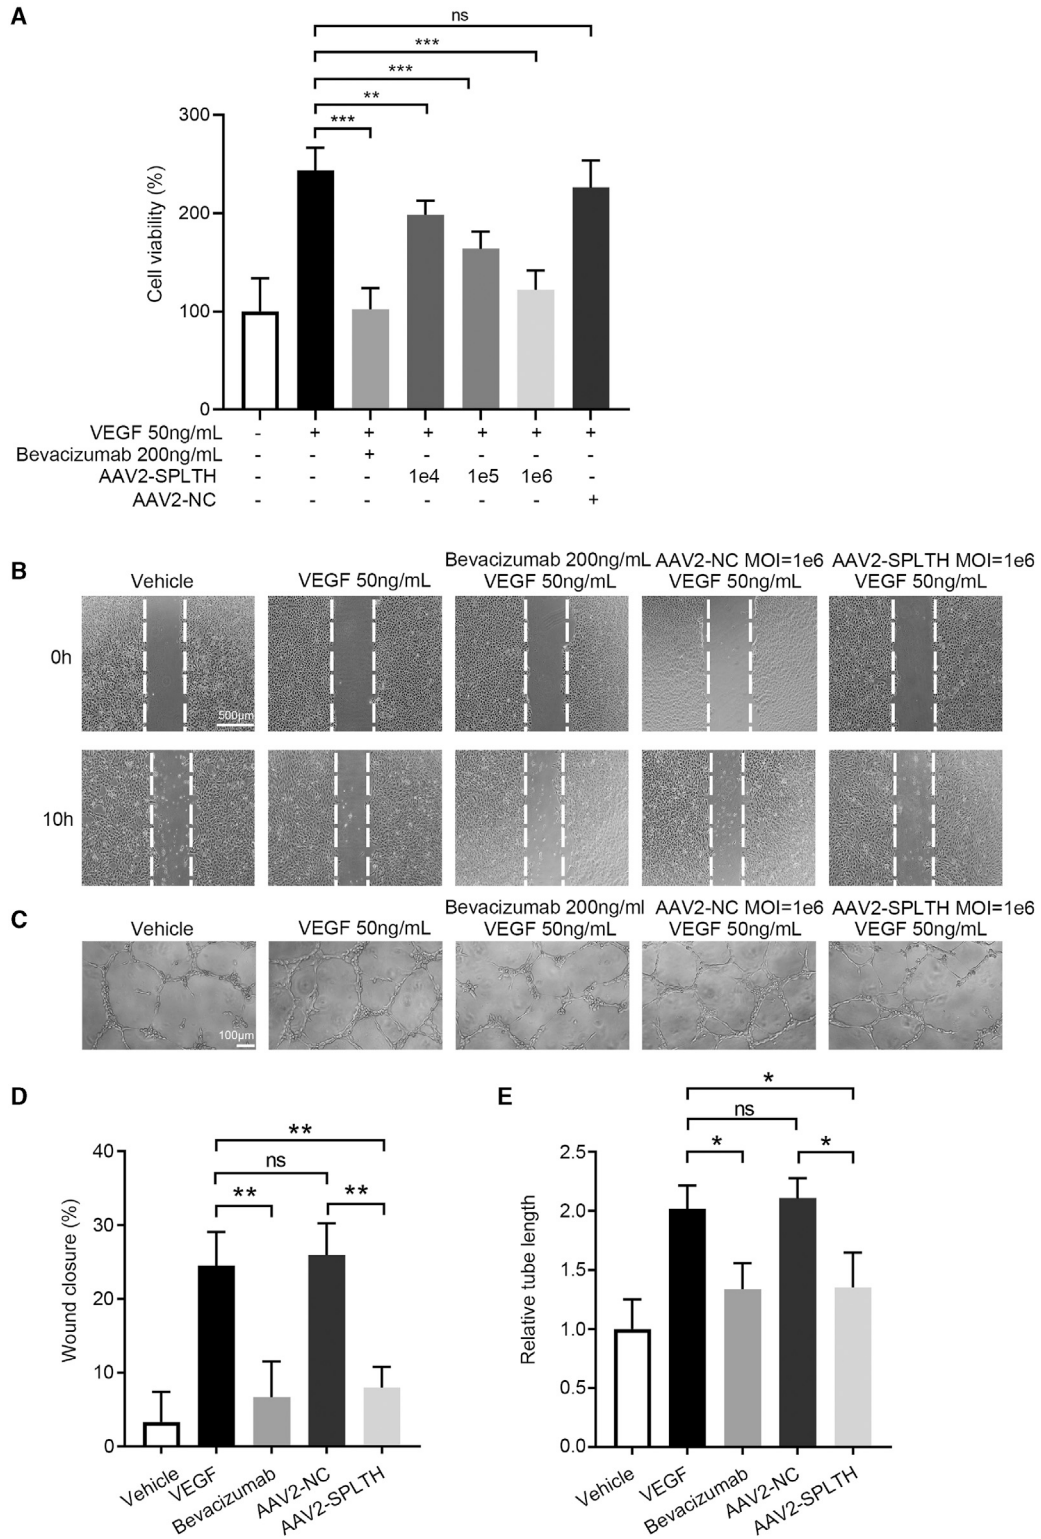 A
ns
***
***
**
***
300
200
100
0
Cell viability (%)
VEGF 50ng/mL - + + + + + +
Bevacizumab 200ng/mL - - + - - - -
AAV2-SPLTH - - - 1e4 1e5 1e6 -
AAV2-NC - - - - - - +
B
Vehicle
VEGF 50ng/mL
Bevacizumab 200ng/mL
VEGF 50ng/mL
AAV2-NC MOI=1e6
VEGF 50ng/mL
AAV2-SPLTH MOI=1e6
VEGF 50ng/mL
0h
500µm
10h
C
Vehicle
VEGF 50ng/mL
Bevacizumab 200ng/ml
VEGF 50ng/mL
AAV2-NC MOI=1e6
VEGF 50ng/mL
AAV2-SPLTH MOI=1e6
VEGF 50ng/mL
100µm
D
**
ns
**
**
40
30
20
10
0
Wound closure (%)
Vehicle
VEGF
Bevacizumab
AAV2-NC
AAV2-SPLTH
E
*
ns
*
*
2.5
2.0
1.5
1.0
0.5
0.0
Relative tube length
Vehicle
VEGF
Bevacizumab
AAV2-NC
AAV2-SPLTH